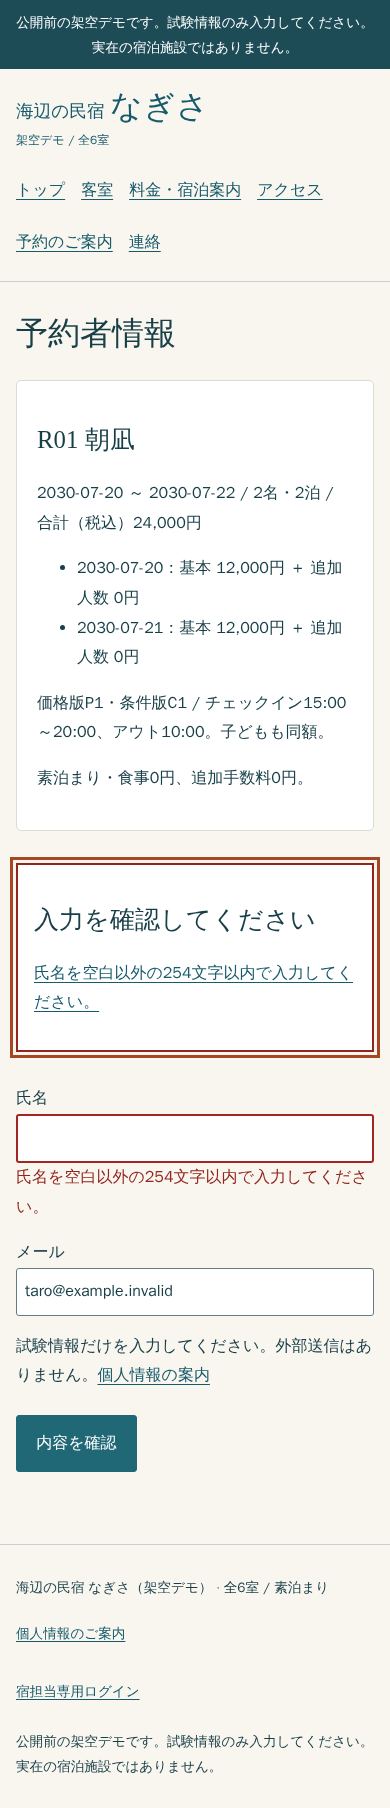 公開前の架空デモです。試験情報のみ入力してください。
実在の宿泊施設ではありません。
海辺の民宿 なぎさ
架空デモ / 全6室
トップ 客室 料金・宿泊案内 アクセス
予約のご案内 連絡
予約者情報
R01 朝凪
2030-07-20 ～ 2030-07-22 / 2名・2泊 /
合計（税込）24,000円
• 2030-07-20：基本 12,000円 ＋ 追加
人数 0円
• 2030-07-21：基本 12,000円 ＋ 追加
人数 0円
価格版P1・条件版C1 / チェックイン15:00
～20:00、アウト10:00。子どもも同額。
素泊まり・食事0円、追加手数料0円。
入力を確認してください
氏名を空白以外の254文字以内で入力してく
ださい。
氏名
氏名を空白以外の254文字以内で入力してくださ
い。
メール
taro@example.invalid
試験情報だけを入力してください。外部送信はあ
りません。個人情報の案内
内容を確認
海辺の民宿 なぎさ（架空デモ） · 全6室 / 素泊まり
個人情報のご案内
宿担当専用ログイン
公開前の架空デモです。試験情報のみ入力してください。
実在の宿泊施設ではありません。